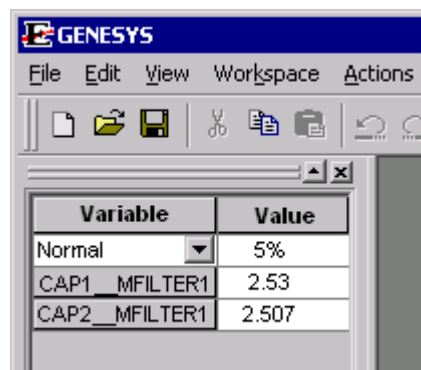 GENESYS
File Edit View Workspace Actions
Variable Value
Normal 5%
CAP1__MFILTER1 2.53
CAP2__MFILTER1 2.507